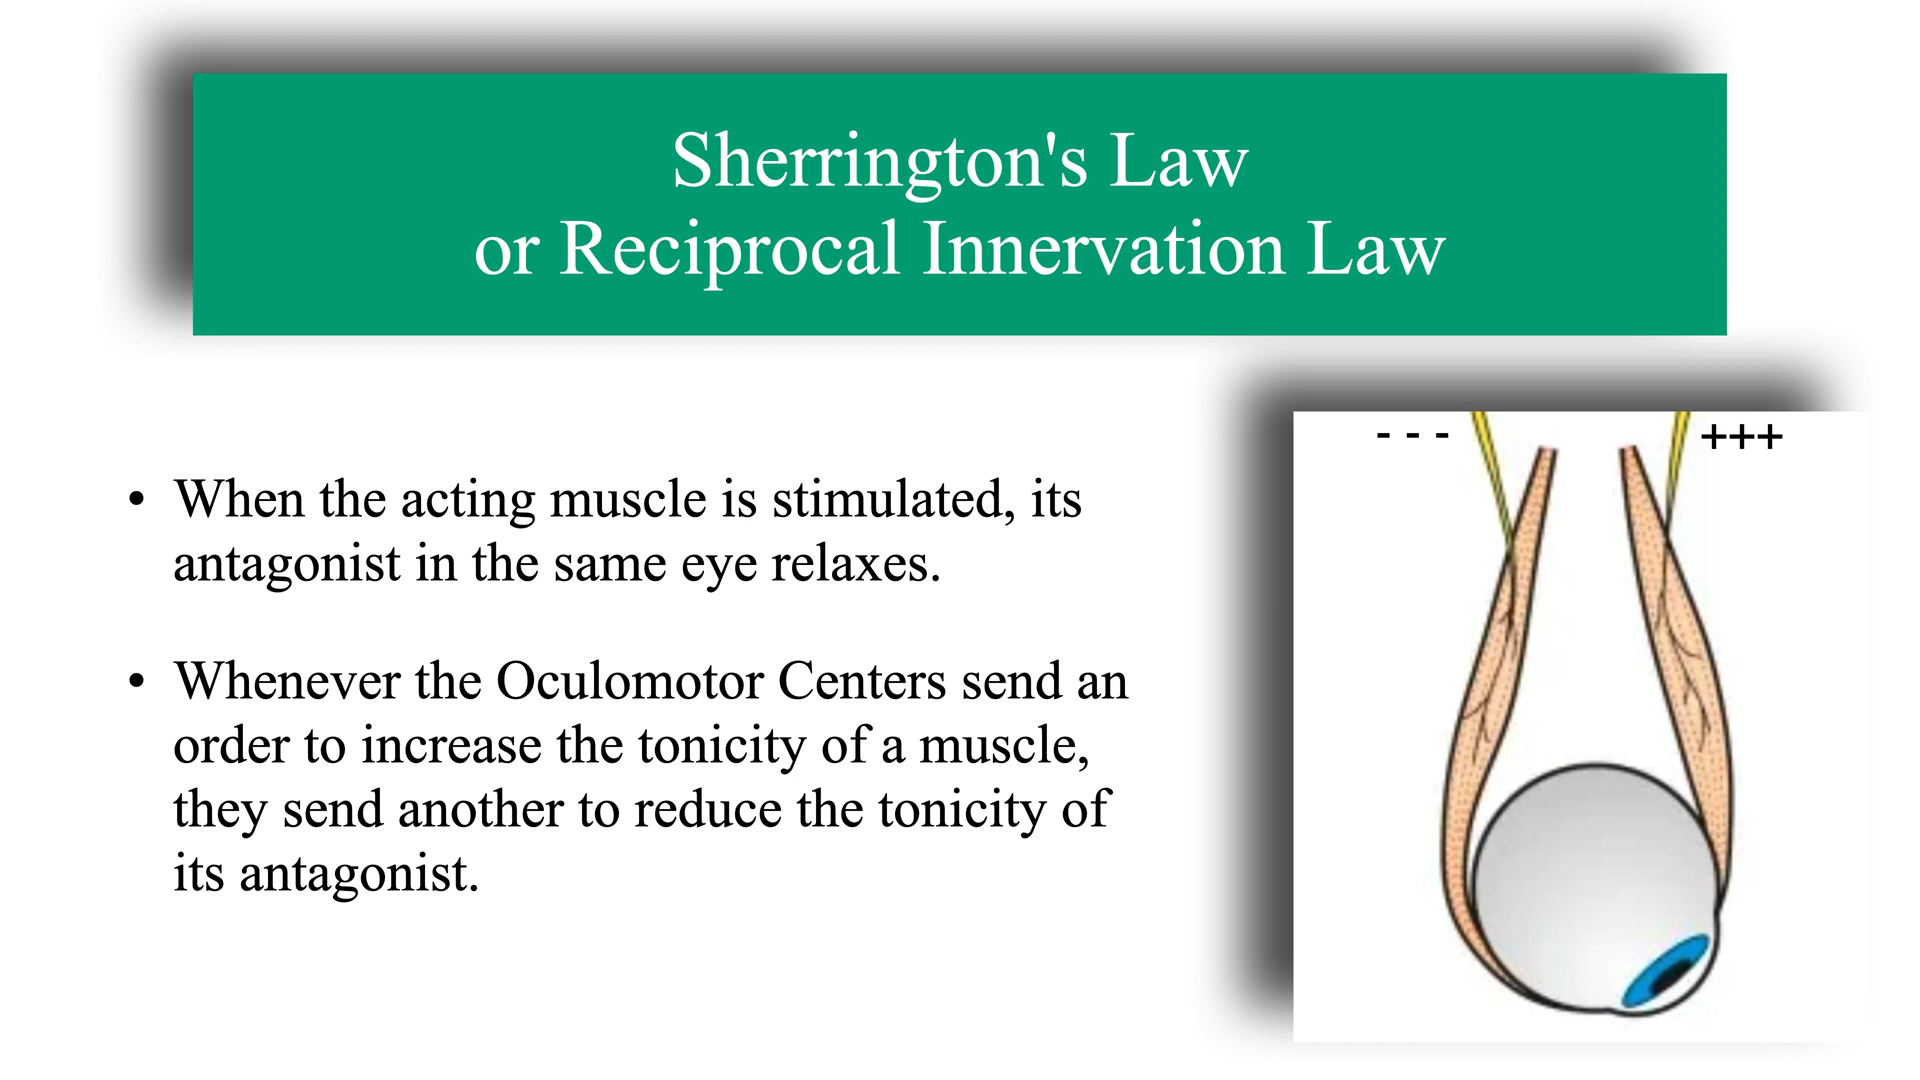 Sherrington's Law
or Reciprocal Innervation Law
- - -
+++
• When the acting muscle is stimulated, its
antagonist in the same eye relaxes.
• Whenever the Oculomotor Centers send an
order to increase the tonicity of a muscle,
they send another to reduce the tonicity of
its antagonist.